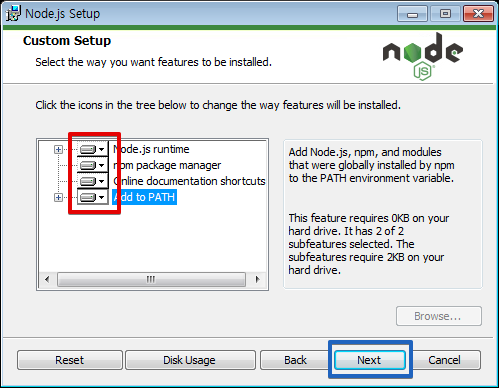 Node.js Setup
Custom Setup
Select the way you want features to be installed.
node
JS
Click the icons in the tree below to change the way features will be installed.
Node.js runtime
npm package manager
Online documentation shortcuts
Add to PATH
Add Node.js, npm, and modules
that were globally installed by npm
to the PATH environment variable.
This feature requires 0KB on your
hard drive. It has 2 of 2
subfeatures selected. The
subfeatures require 2KB on your
hard drive.
Browse...
Reset
Disk Usage
Back
Next
Cancel